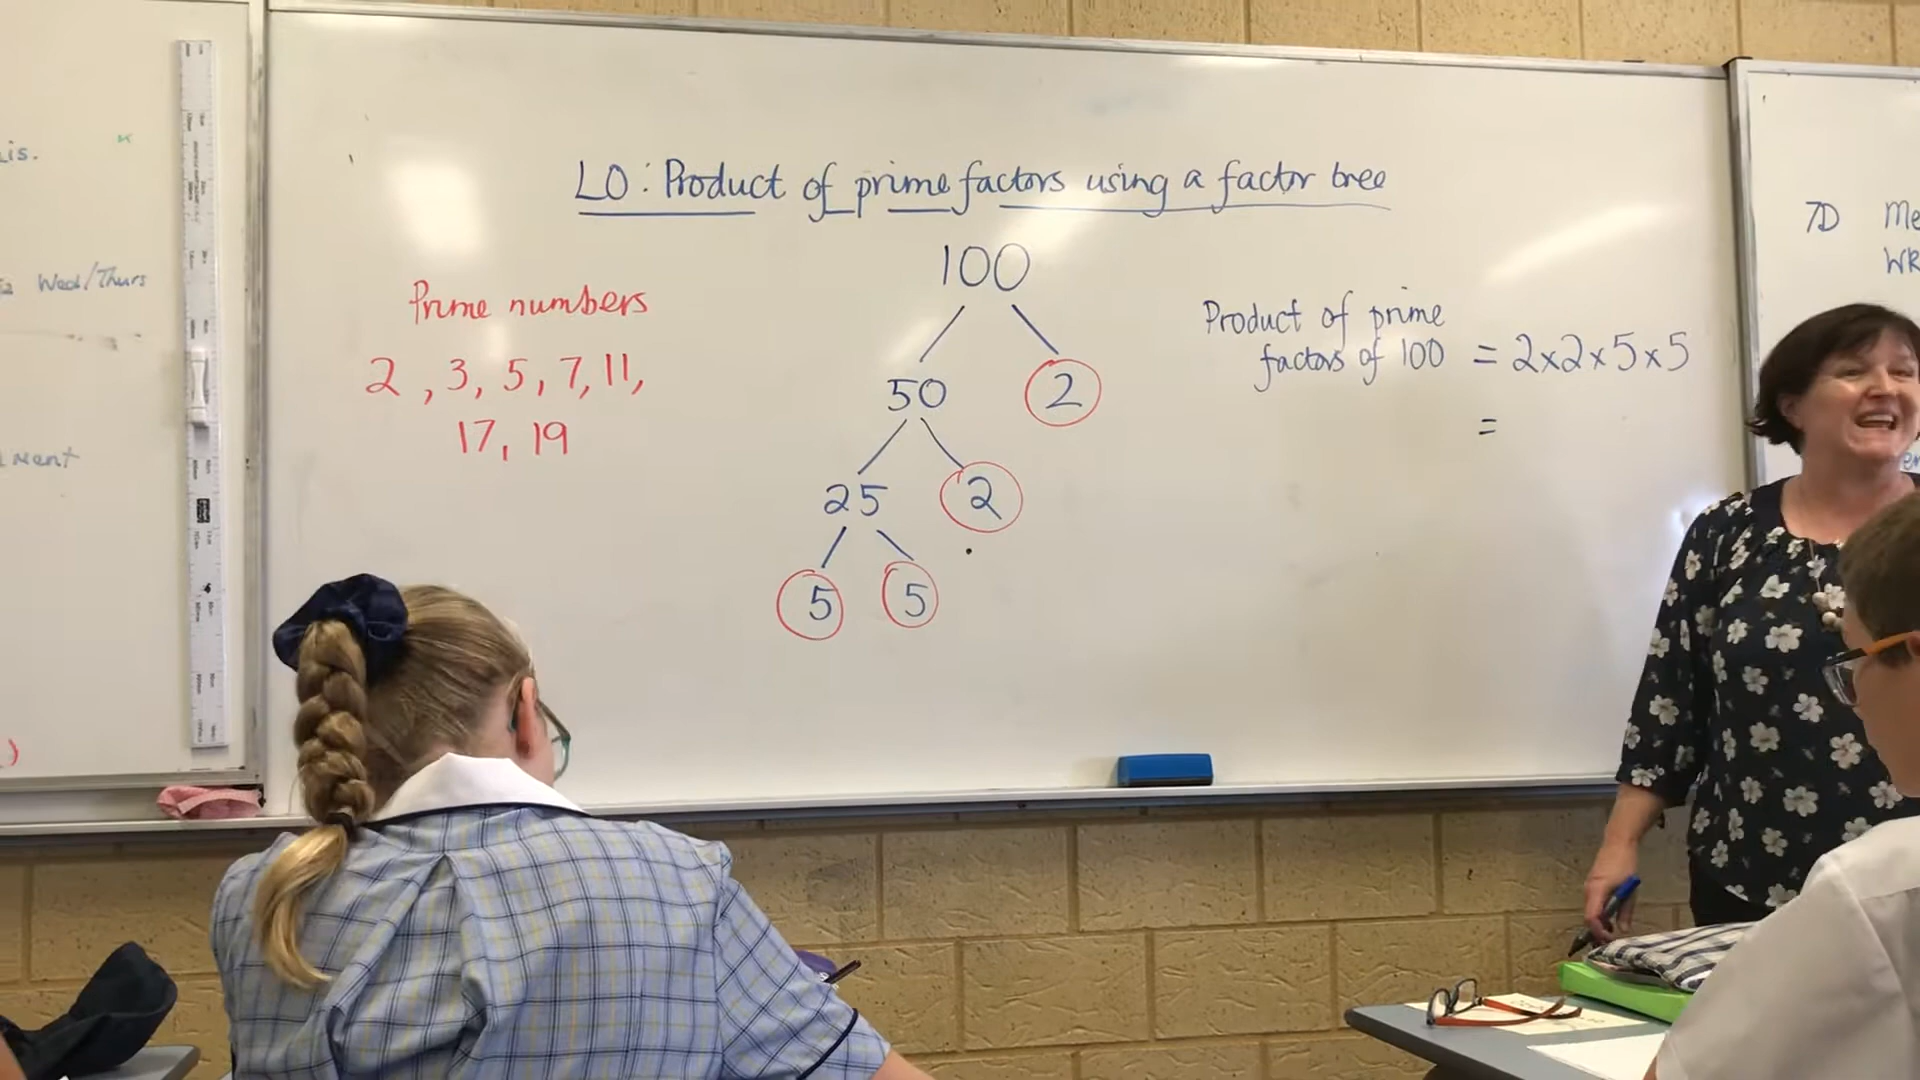 is.
Wed/Thurs
LO: Product of prime factors using a factor tree
Prime numbers
2, 3, 5, 7, 11,
17, 19
100
50 2
25 2
5 5
Product of prime
factors of 100 = 2x2x5x5
=
7D